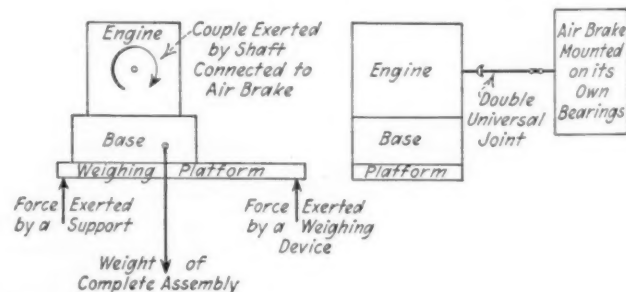 Engine
Couple Exerted
by Shaft
Connected to
Air Brake
Base
Weighing Platform
Force Exerted
by a Support
Force Exerted
by a Weighing
Device
Weight of
Complete Assembly
Engine
Base
Platform
Double
Universal
Joint
Air Brake
Mounted
on its
Own
Bearings